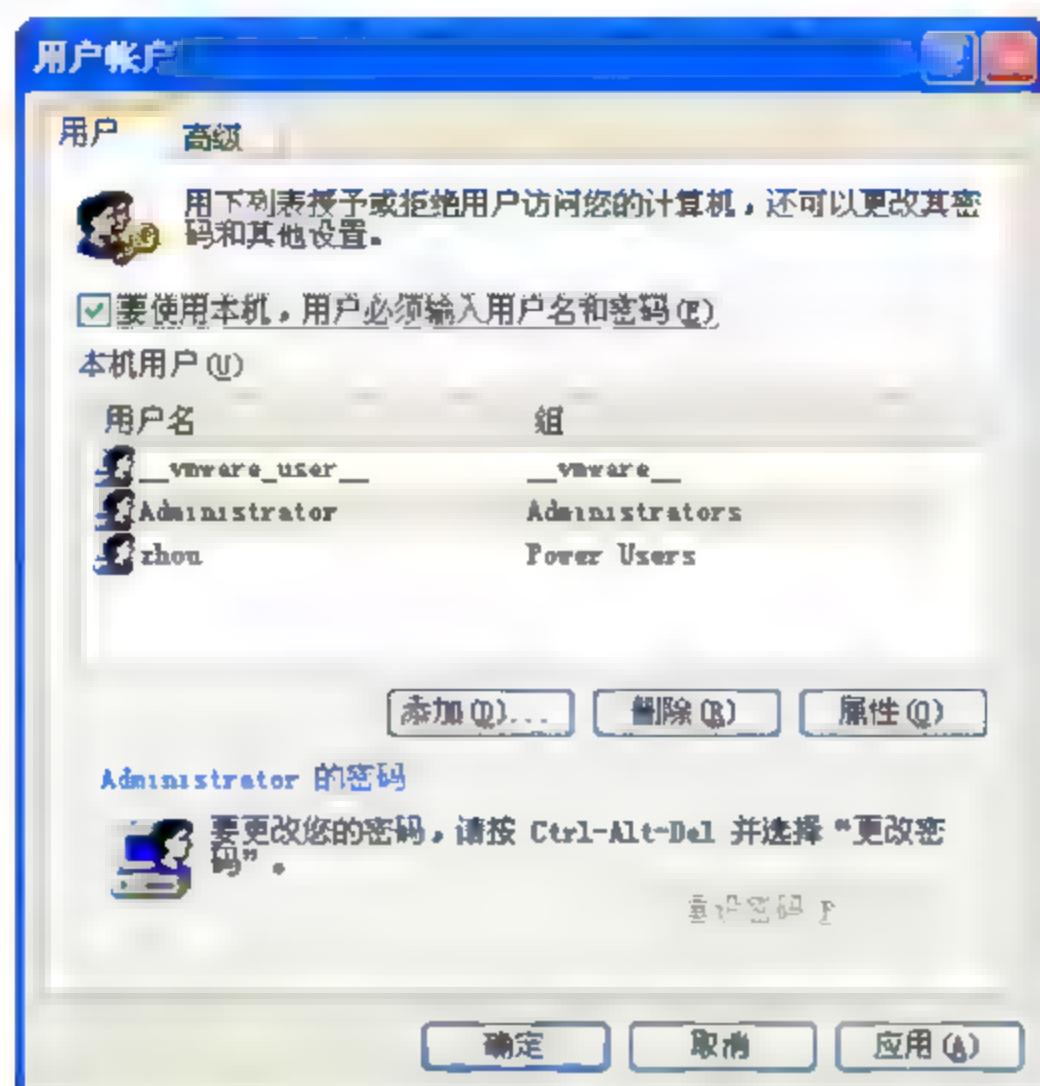 用户帐户
用户 高级
用下列表授予或拒绝用户访问您的计算机，还可以更改其密
码和其他设置。
要使用本机，用户必须输入用户名和密码(E)
本机用户(U)
用户名 组
__vmware_user__ __vmware__
Administrator Administrators
zhou Power Users
添加(D)... 删除(R) 属性(O)
Administrator 的密码
要更改您的密码，请按 Ctrl-Alt-Del 并选择“更改密
码”。
重设密码 P
确定 取消 应用(A)